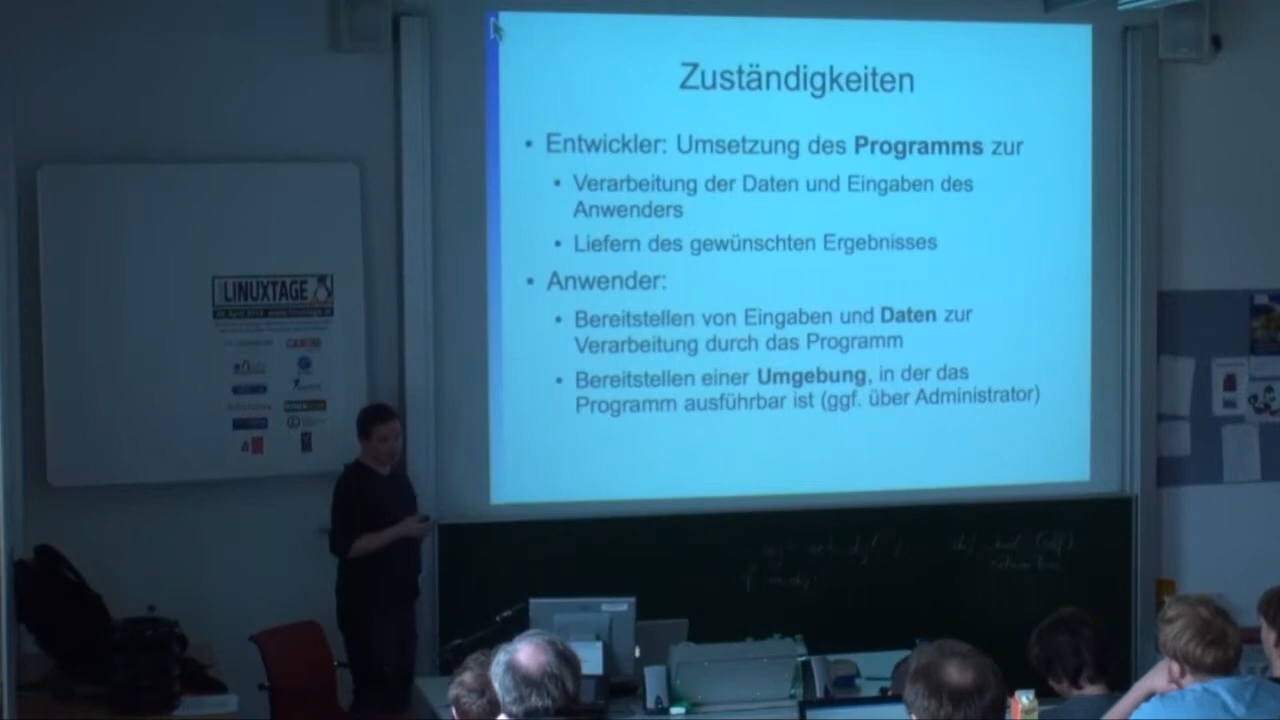 Zuständigkeiten
• Entwickler: Umsetzung des Programms zur
• Verarbeitung der Daten und Eingaben des
Anwenders
• Liefern des gewünschten Ergebnisses
• Anwender:
• Bereitstellen von Eingaben und Daten zur
Verarbeitung durch das Programm
• Bereitstellen einer Umgebung, in der das
Programm ausführbar ist (ggf. über Administrator)
LINUXTAGE